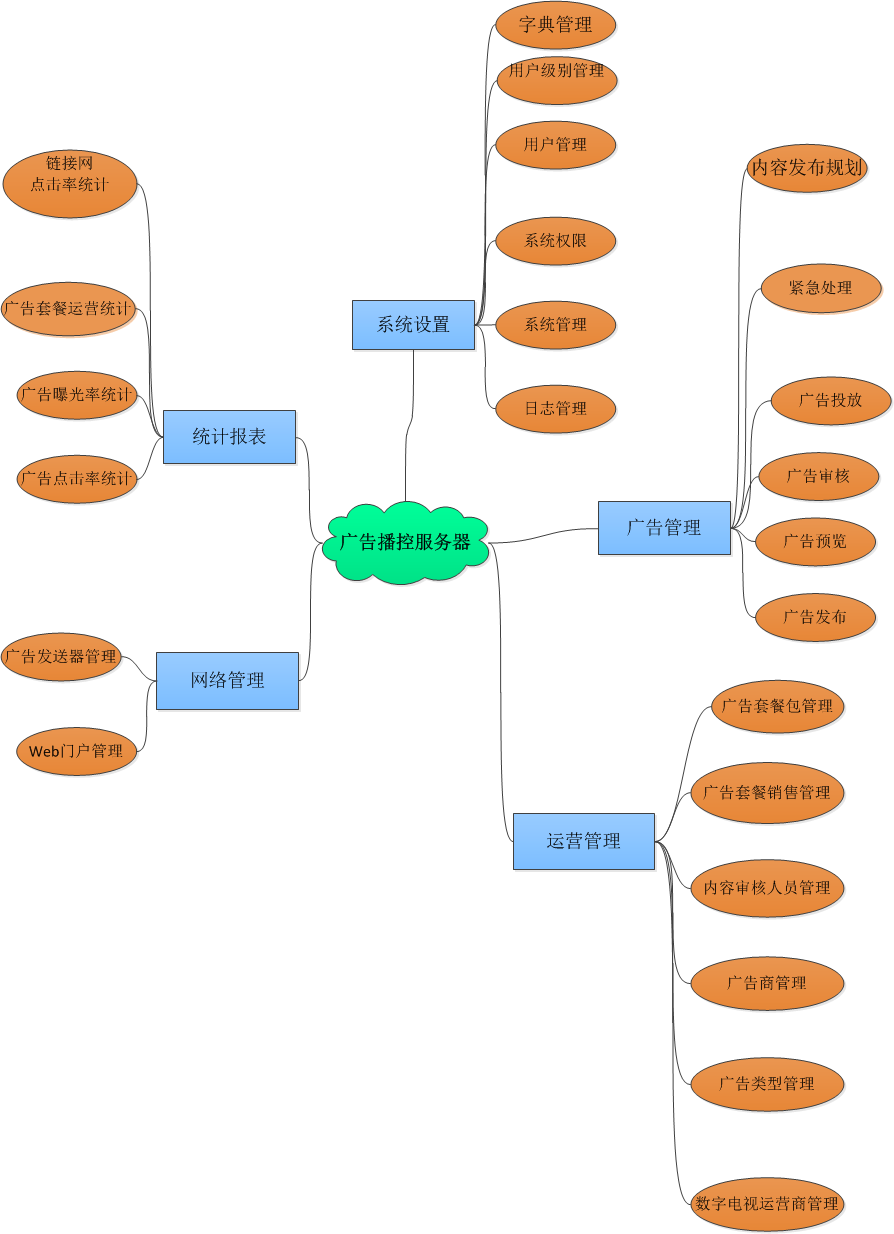 字典管理
用户级别管理
用户管理
系统权限
系统管理
日志管理
系统设置
链接网
点击率统计
广告套餐运营统计
广告曝光率统计
广告点击率统计
统计报表
内容发布规划
紧急处理
广告投放
广告审核
广告预览
广告发布
广告管理
广告播控服务器
广告发送器管理
Web门户管理
网络管理
运营管理
广告套餐包管理
广告套餐销售管理
内容审核人员管理
广告商管理
广告类型管理
数字电视运营商管理